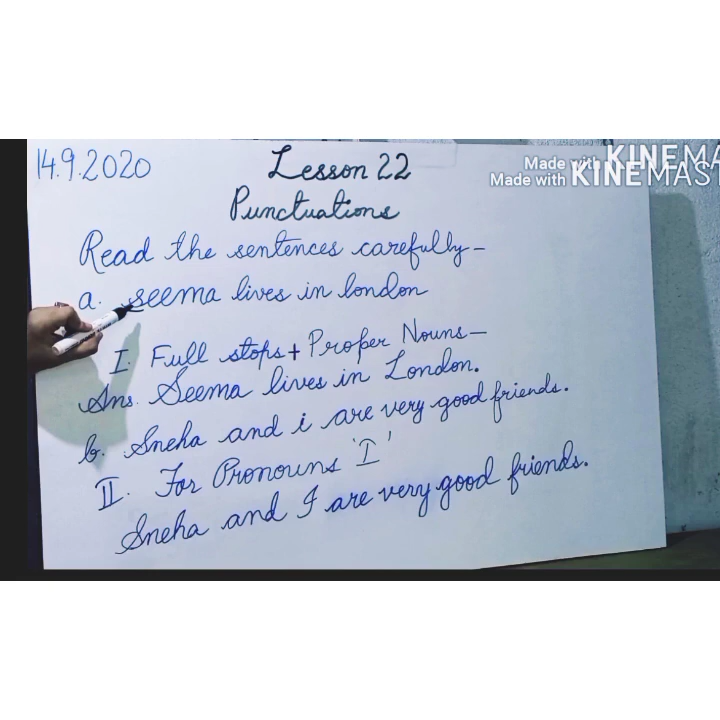 14.9.2020
Lesson 22
Made with KINEMA
Made with KINEMAS
Punctuations
Read the sentences carefully-
a. seema lives in london
I. Full stops + Proper Nouns-
Ans. Seema lives in London.
b. Sneha and i are very good friends.
II. For Pronouns 'I'
Sneha and I are very good friends.